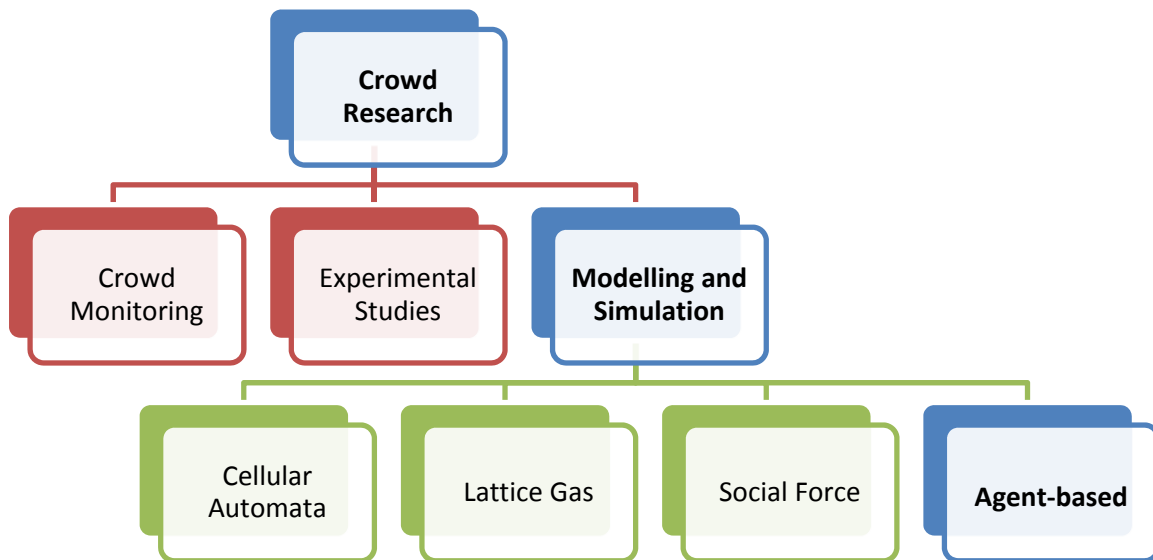 Crowd
Research
Crowd
Monitoring
Experimental
Studies
Modelling and
Simulation
Cellular
Automata
Lattice Gas
Social Force
Agent-based